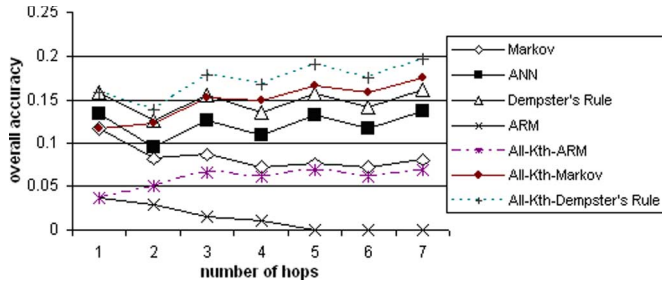 0.25
0.2
0.15
0.1
0.05
0
overall accuracy
1 2 3 4 5 6 7
number of hops
Markov
ANN
Dempster's Rule
ARM
All-Kth-ARM
All-Kth-Markov
All-Kth-Dempster's Rule